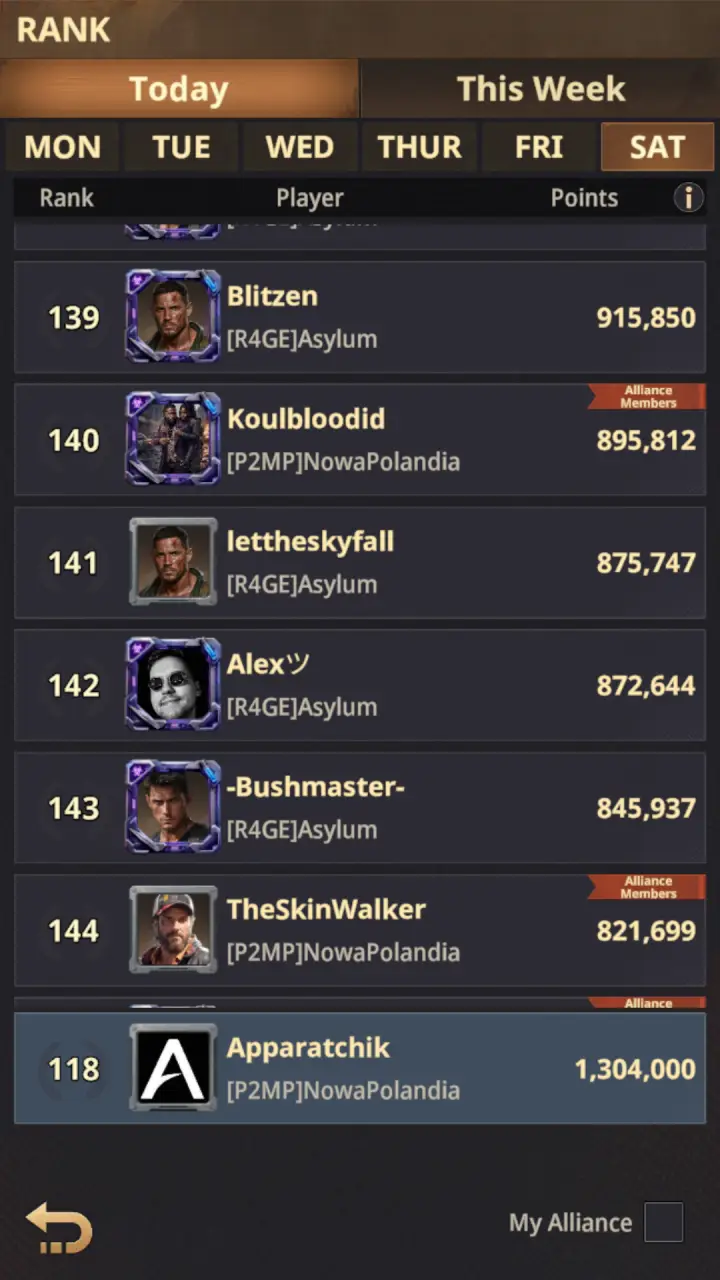 RANK
Today
This Week
MON TUE WED THUR FRI SAT
Rank Player Points i
139
Blitzen
[R4GE]Asylum
915,850
Alliance
Members
140
Koulbloodid
[P2MP]NowaPolandia
895,812
141
lettheskyfall
[R4GE]Asylum
875,747
142
Alexツ
[R4GE]Asylum
872,644
143
-Bushmaster-
[R4GE]Asylum
845,937
Alliance
Members
144
TheSkinWalker
[P2MP]NowaPolandia
821,699
Alliance
118
Apparatchik
[P2MP]NowaPolandia
1,304,000
My Alliance